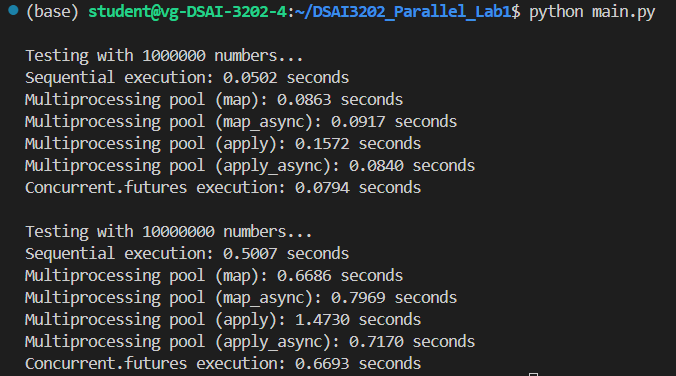 (base) student@vg-DSAI-3202-4:~/DSAI3202_Parallel_Lab1$ python main.py
Testing with 1000000 numbers...
Sequential execution: 0.0502 seconds
Multiprocessing pool (map): 0.0863 seconds
Multiprocessing pool (map_async): 0.0917 seconds
Multiprocessing pool (apply): 0.1572 seconds
Multiprocessing pool (apply_async): 0.0840 seconds
Concurrent.futures execution: 0.0794 seconds
Testing with 10000000 numbers...
Sequential execution: 0.5007 seconds
Multiprocessing pool (map): 0.6686 seconds
Multiprocessing pool (map_async): 0.7969 seconds
Multiprocessing pool (apply): 1.4730 seconds
Multiprocessing pool (apply_async): 0.7170 seconds
Concurrent.futures execution: 0.6693 seconds